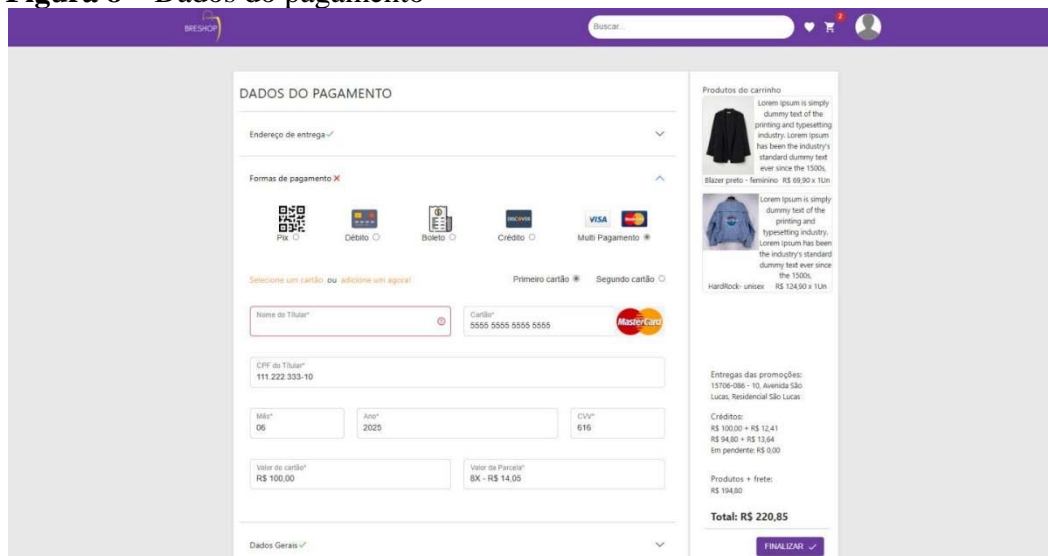 Figura 8 – Dados do pagamento
BRESHOP
Buscar...
2
DADOS DO PAGAMENTO
Endereço de entrega
Formas de pagamento
Pix
Débito
Boleto
DISCOVER
Crédito
VISA
MasterCard
Multi Pagamento
Selecione um cartão ou adicione um agora!
Primeiro cartão
Segundo cartão
Nome do Titular*
Cartão*
5555 5555 5555 5555
MasterCard
CPF do Titular*
111.222.333-10
Mês*
06
Ano*
2025
CVV*
616
Valor do cartão*
R$ 100,00
Valor da Parcela*
8X - R$ 14,05
Dados Gerais
Produtos do carrinho
Lorem Ipsum is simply
dummy text of the
printing and typesetting
industry. Lorem Ipsum
has been the industry's
standard dummy text
ever since the 1500s,
Blazer preto - feminino R$ 69,90 x 1Un
Lorem Ipsum is simply
dummy text of the
printing and
typesetting industry.
Lorem Ipsum has been
the industry's standard
dummy text ever since
the 1500s,
HardRock- unisex R$ 124,90 x 1Un
Entregas das promoções:
15706-086 - 10, Avenida São
Lucas, Residencial São Lucas
Créditos:
R$ 100,00 + R$ 12,41
R$ 94,80 + R$ 13,64
Em pendente: R$ 0,00
Produtos + frete:
R$ 194,80
Total: R$ 220,85
FINALIZAR